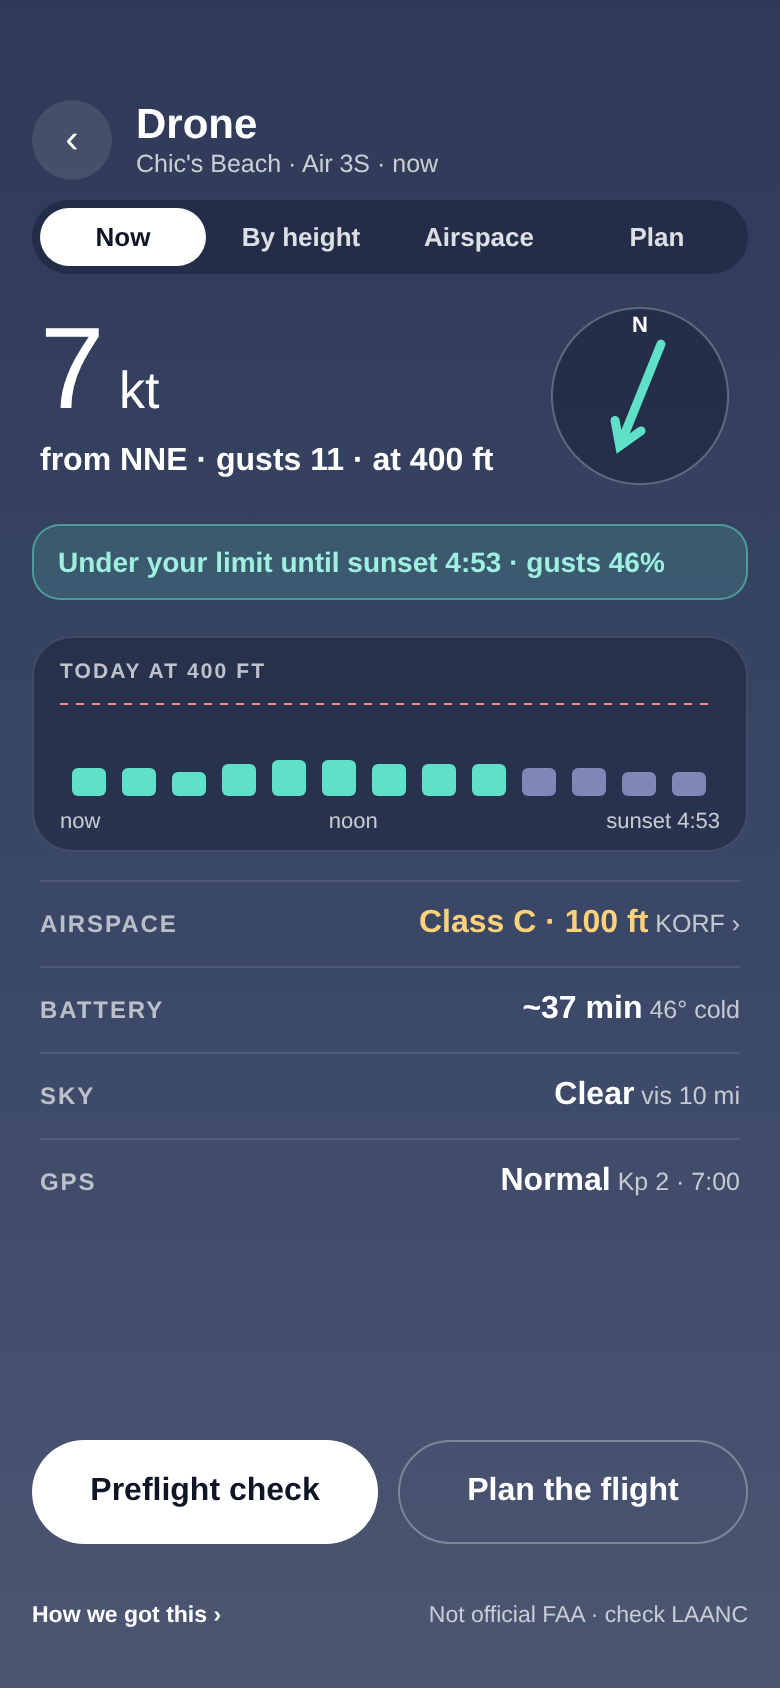 ‹
Drone
Chic's Beach · Air 3S · now
Now
By height
Airspace
Plan
7 kt
N
from NNE · gusts 11 · at 400 ft
Under your limit until sunset 4:53 · gusts 46%
TODAY AT 400 FT
now
noon
sunset 4:53
AIRSPACE
Class C · 100 ft KORF ›
BATTERY
~37 min 46° cold
SKY
Clear vis 10 mi
GPS
Normal Kp 2 · 7:00
Preflight check
Plan the flight
How we got this ›
Not official FAA · check LAANC